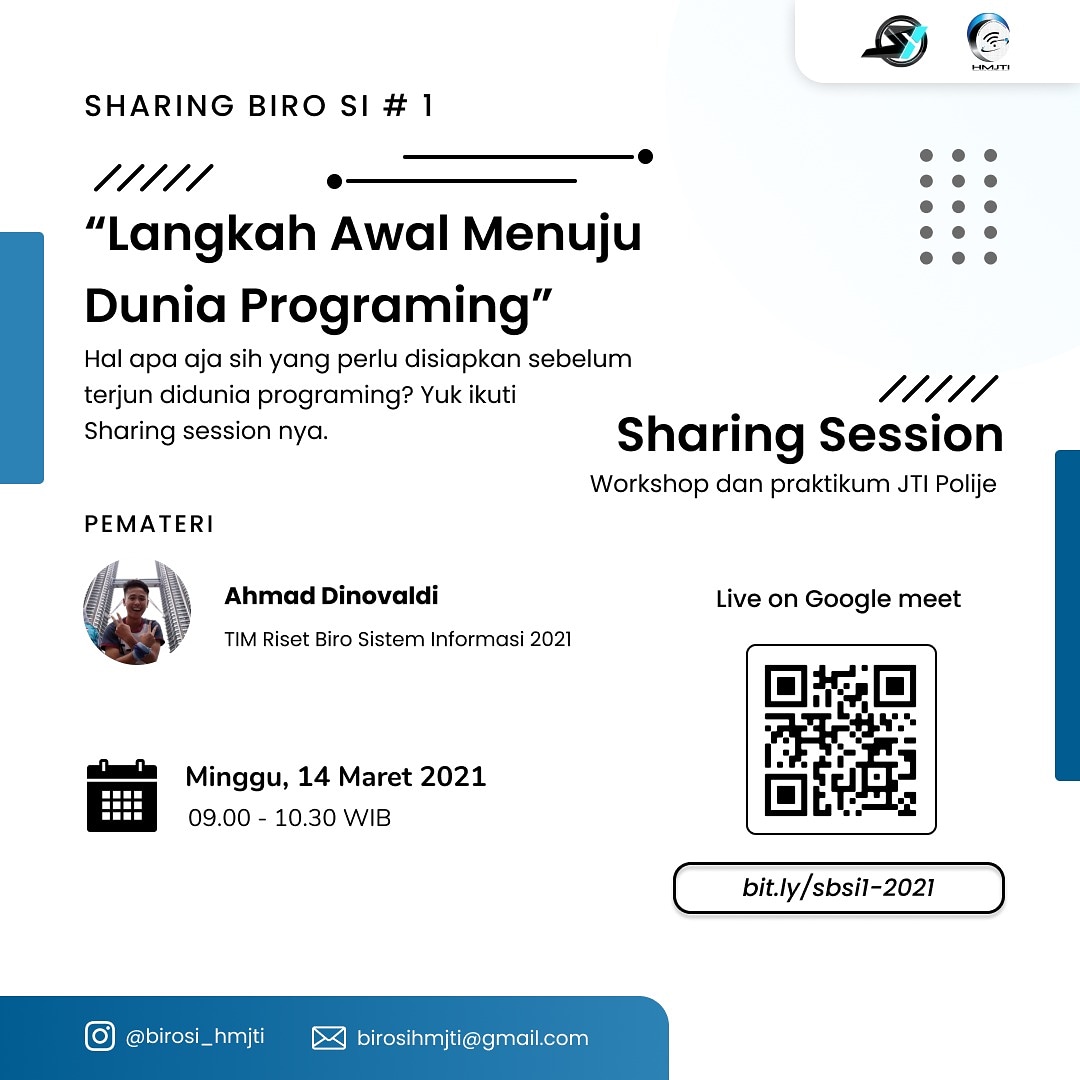 HMJTI
SHARING BIRO SI # 1
“Langkah Awal Menuju
Dunia Programing”
Hal apa aja sih yang perlu disiapkan sebelum
terjun didunia programing? Yuk ikuti
Sharing session nya.
Sharing Session
Workshop dan praktikum JTI Polije
PEMATERI
Ahmad Dinovaldi
TIM Riset Biro Sistem Informasi 2021
Live on Google meet
Minggu, 14 Maret 2021
09.00 - 10.30 WIB
bit.ly/sbsi1-2021
@birosi_hmjti
birosihmjti@gmail.com